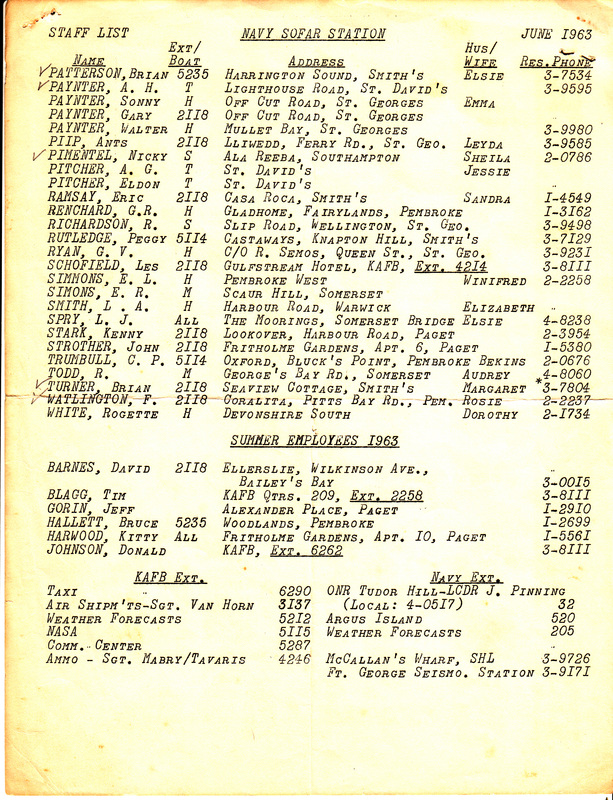 STAFF LIST NAVY SOFAR STATION JUNE 1963
NAME EXT/BOAT ADDRESS HUS/WIFE RES.PHONE
PATTERSON, BRIAN 5235 HARRINGTON SOUND, SMITH'S ELSIE 3-7534
PAYNTER, A. H. T LIGHTHOUSE ROAD, ST. DAVID'S 3-9595
PAYNTER, SONNY H OFF CUT ROAD, ST. GEORGES EMMA
PAYNTER, GARY 2118 OFF CUT ROAD, ST. GEORGES
PAYNTER, WALTER H MULLET BAY, ST. GEORGES 3-9980
PIIP, ANTS 2118 LLIWEDD, FERRY RD., ST. GEO. LEYDA 3-9585
PIMENTEL, NICKY S ALA REEBA, SOUTHAMPTON SHEILA 2-0786
PITCHER, A. G. T ST. DAVID'S JESSIE
PITCHER, ELDON T ST. DAVID'S
RAMSAY, ERIC 2118 CASA ROCA, SMITH'S SANDRA 1-4549
RENCHARD, G.R. H GLADHOME, FAIRYLANDS, PEMBROKE 1-3162
RICHARDSON, R. S SLIP ROAD, WELLINGTON, ST. GEO. 3-9498
RUTLEDGE, PEGGY 5114 CASTAWAYS, KNAPTON HILL, SMITH'S 3-7129
RYAN, G. V. H C/O R. SEMOS, QUEEN ST., ST. GEO. 3-9231
SCHOFIELD, LES 2118 GULFSTREAM HOTEL, KAFB, EXT. 4214 3-8111
SIMMONS, E. L. H PEMBROKE WEST WINIFRED 2-2258
SIMONS, E. R. M SCAUR HILL, SOMERSET
SMITH, L . A. H HARBOUR ROAD, WARWICK ELIZABETH
SPRY, L. J. ALL THE MOORINGS, SOMERSET BRIDGE ELSIE 4-8238
STARK, KENNY 2118 LOOKOVER, HARBOUR ROAD, PAGET 2-3954
STROTHER, JOHN 2118 FRITHOLME GARDENS, APT. 6, PAGET 1-5380
TRUMBULL, C. P. 5114 OXFORD, BLUCK'S POINT, PEMBROKE BEKINS 2-0676
TODD, R. M GEORGE'S BAY RD., SOMERSET AUDREY 4-8060
TURNER, BRIAN 2118 SEAVIEW COTTAGE, SMITH'S MARGARET *3-7804
WATLINGTON, F. 2118 CORALITA, PITTS BAY RD., PEM. ROSIE 2-2237
WHITE, ROGETTE H DEVONSHIRE SOUTH DOROTHY 2-1734
SUMMER EMPLOYEES 1963
BARNES, DAVID 2118 ELLERSLIE, WILKINSON AVE.,
BAILEY'S BAY 3-0015
BLAGG, TIM KAFB QTRS. 209, EXT. 2258 3-8111
GORIN, JEFF ALEXANDER PLACE, PAGET 1-2910
HALLETT, BRUCE 5235 WOODLANDS, PEMBROKE 1-2699
HARWOOD, KITTY ALL FRITHOLME GARDENS, APT. 10, PAGET 1-5561
JOHNSON, DONALD KAFB, EXT. 6262 3-8111
KAFB EXT. NAVY EXT.
TAXI 6290 ONR TUDOR HILL-LCDR J. PINNING
AIR SHIPM'TS-SGT. VAN HORN 3137 (LOCAL: 4-0517) 32
WEATHER FORECASTS 5212 ARGUS ISLAND 520
NASA 5115 WEATHER FORECASTS 205
COMM. CENTER 5287
AMMO - SGT. MABRY/TAVARIS 4246 MCCALLAN'S WHARF, SHL 3-9726
FT. GEORGE SEISMO. STATION 3-9171